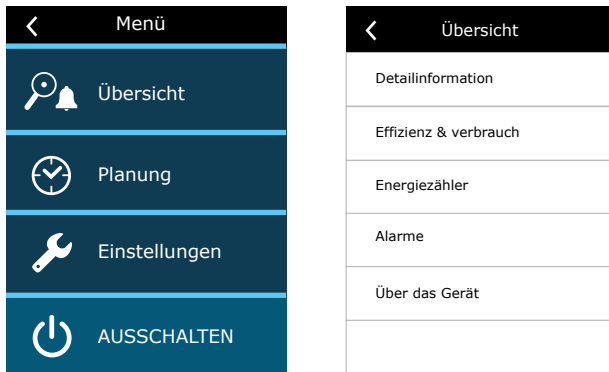 Menü
Übersicht
Planung
Einstellungen
AUSSCHALTEN
Übersicht
Detailinformation
Effizienz & verbrauch
Energiezähler
Alarme
Über das Gerät